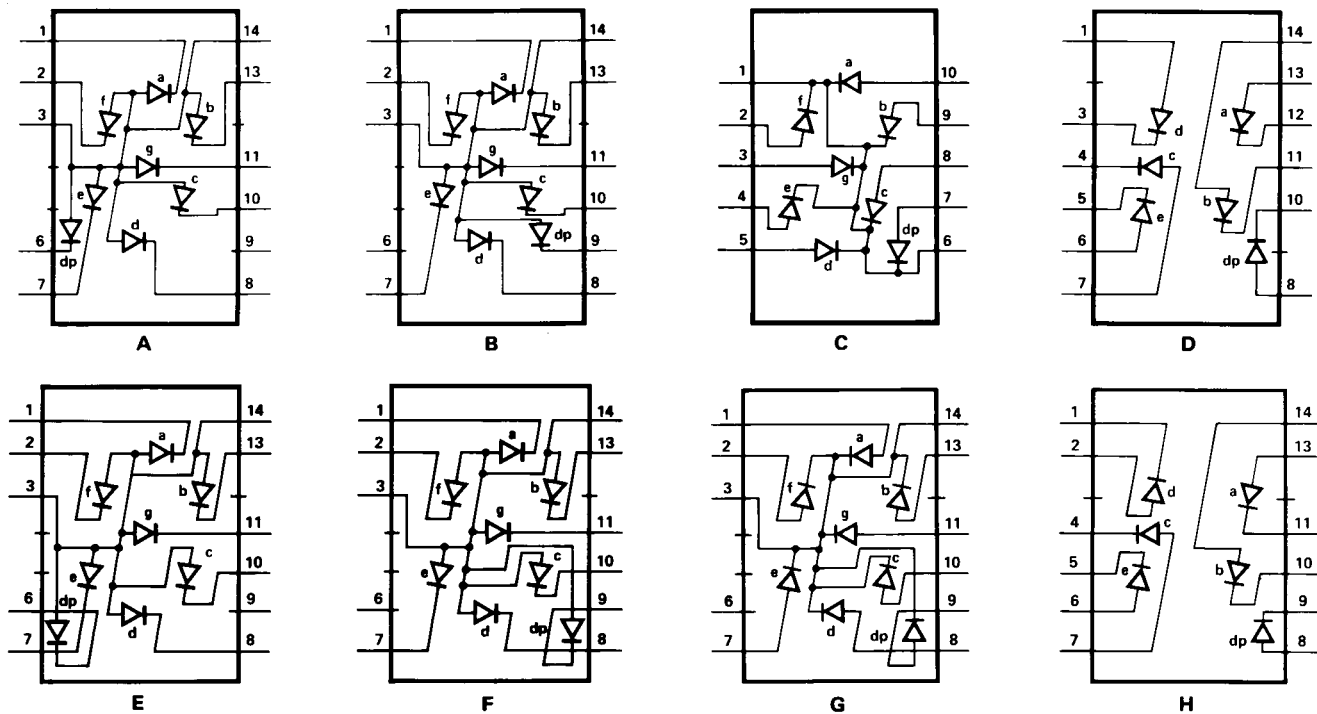 1 14
2 13
3
11
10
6 9
7 8
a
f b
g
e c
d
dp
A
1 14
2 13
3
11
10
6 9
7 8
a
f b
g
e c
dp
d
B
1 10
2 9
3 8
4 7
5 6
a
f b
g
e c
dp
d
C
1 14
13
3 12
4 11
5 10
6
7 8
a
d
c
b
e
dp
D
1 14
2 13
3
11
10
6 9
7 8
a
f b
g
c
e
dp
d
E
1 14
2 13
3
11
10
6 9
7 8
a
f b
g
c
e
d dp
F
1 14
2 13
3
11
10
6 9
7 8
a
f b
g
c
e
d dp
G
1 14
2 13
4 11
5 10
6 9
7 8
d a
c
e b
dp
H